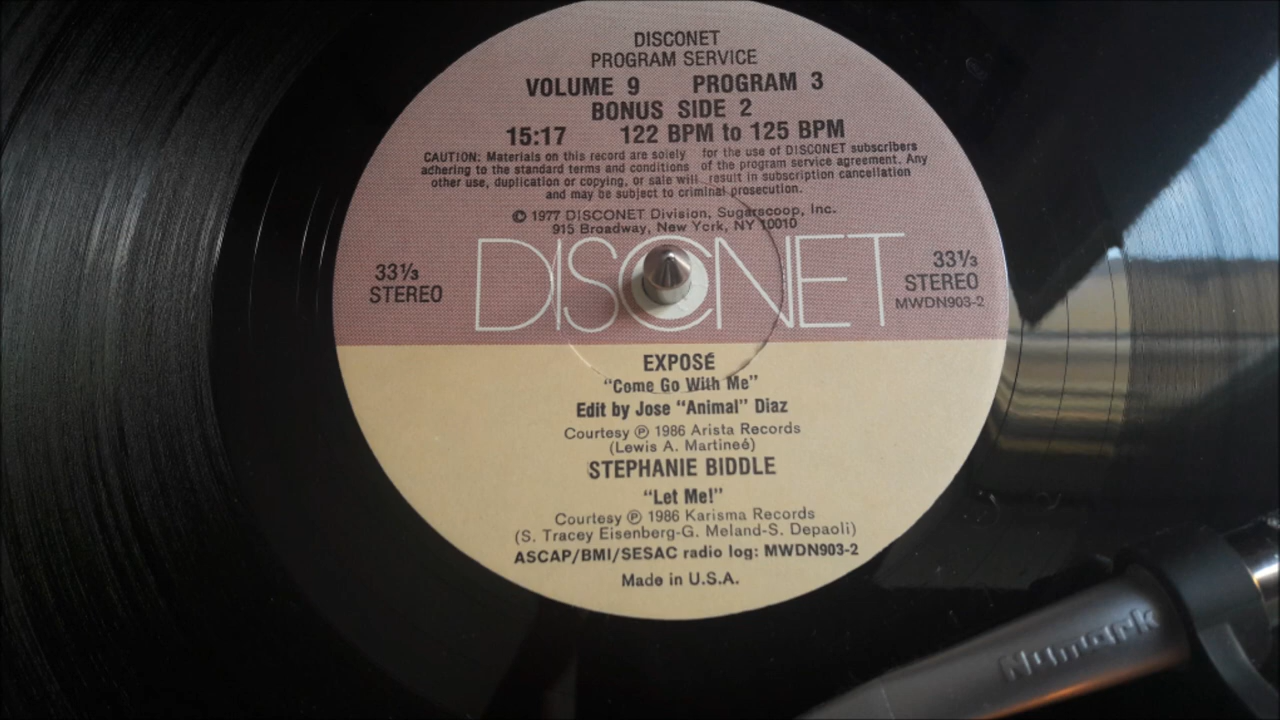 DISCONET
PROGRAM SERVICE
VOLUME 9 PROGRAM 3
BONUS SIDE 2
15:17 122 BPM to 125 BPM
CAUTION: Materials on this record are solely for the use of DISCONET subscribers
adhering to the standard terms and conditions of the program service agreement. Any
other use, duplication or copying, or sale will result in subscription cancellation
and may be subject to criminal prosecution.
© 1977 DISCONET Division, Sugarscoop, Inc.
915 Broadway, New York, NY 10010
DISCONET
33⅓
STEREO
33⅓
STEREO
MWDN903-2
EXPOSÉ
“Come Go With Me”
Edit by Jose “Animal” Diaz
Courtesy ℗ 1986 Arista Records
(Lewis A. Martineé)
STEPHANIE BIDDLE
“Let Me!”
Courtesy ℗ 1986 Karisma Records
(S. Tracey Eisenberg-G. Meland-S. Depaoli)
ASCAP/BMI/SESAC radio log: MWDN903-2
Made in U.S.A.
Numark